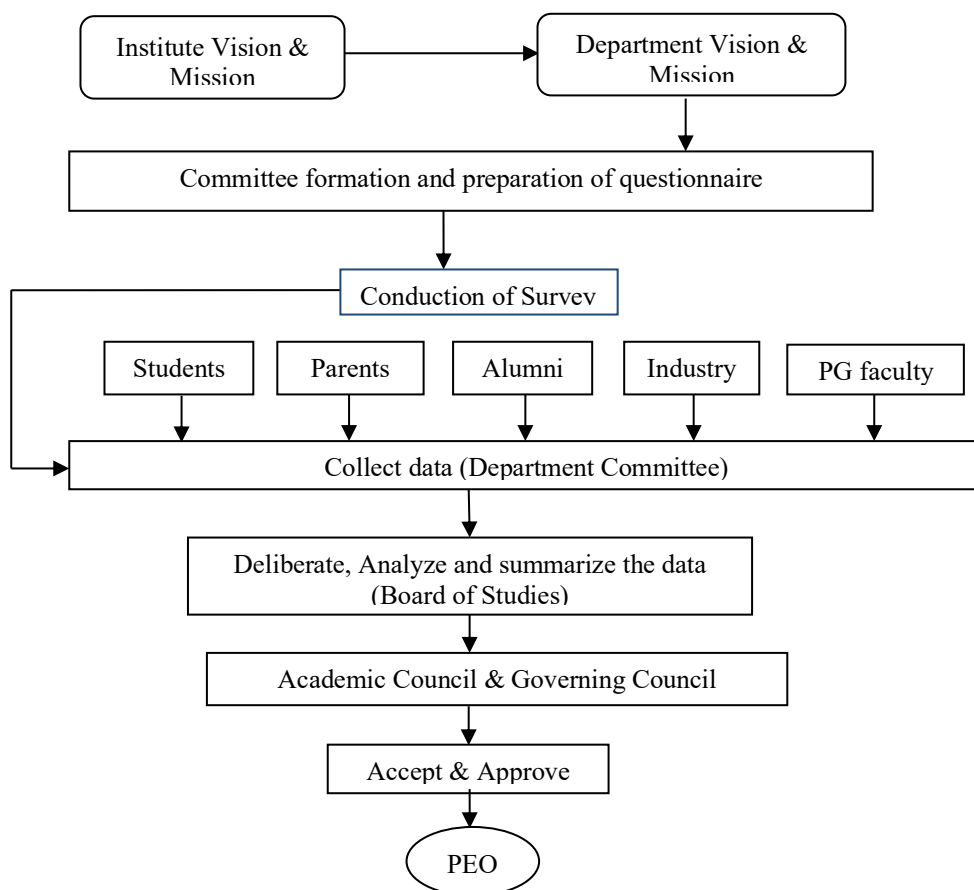 Institute Vision &
Mission
Department Vision &
Mission
Committee formation and preparation of questionnaire
Conduction of Survey
Students
Parents
Alumni
Industry
PG faculty
Collect data (Department Committee)
Deliberate, Analyze and summarize the data
(Board of Studies)
Academic Council & Governing Council
Accept & Approve
PEO